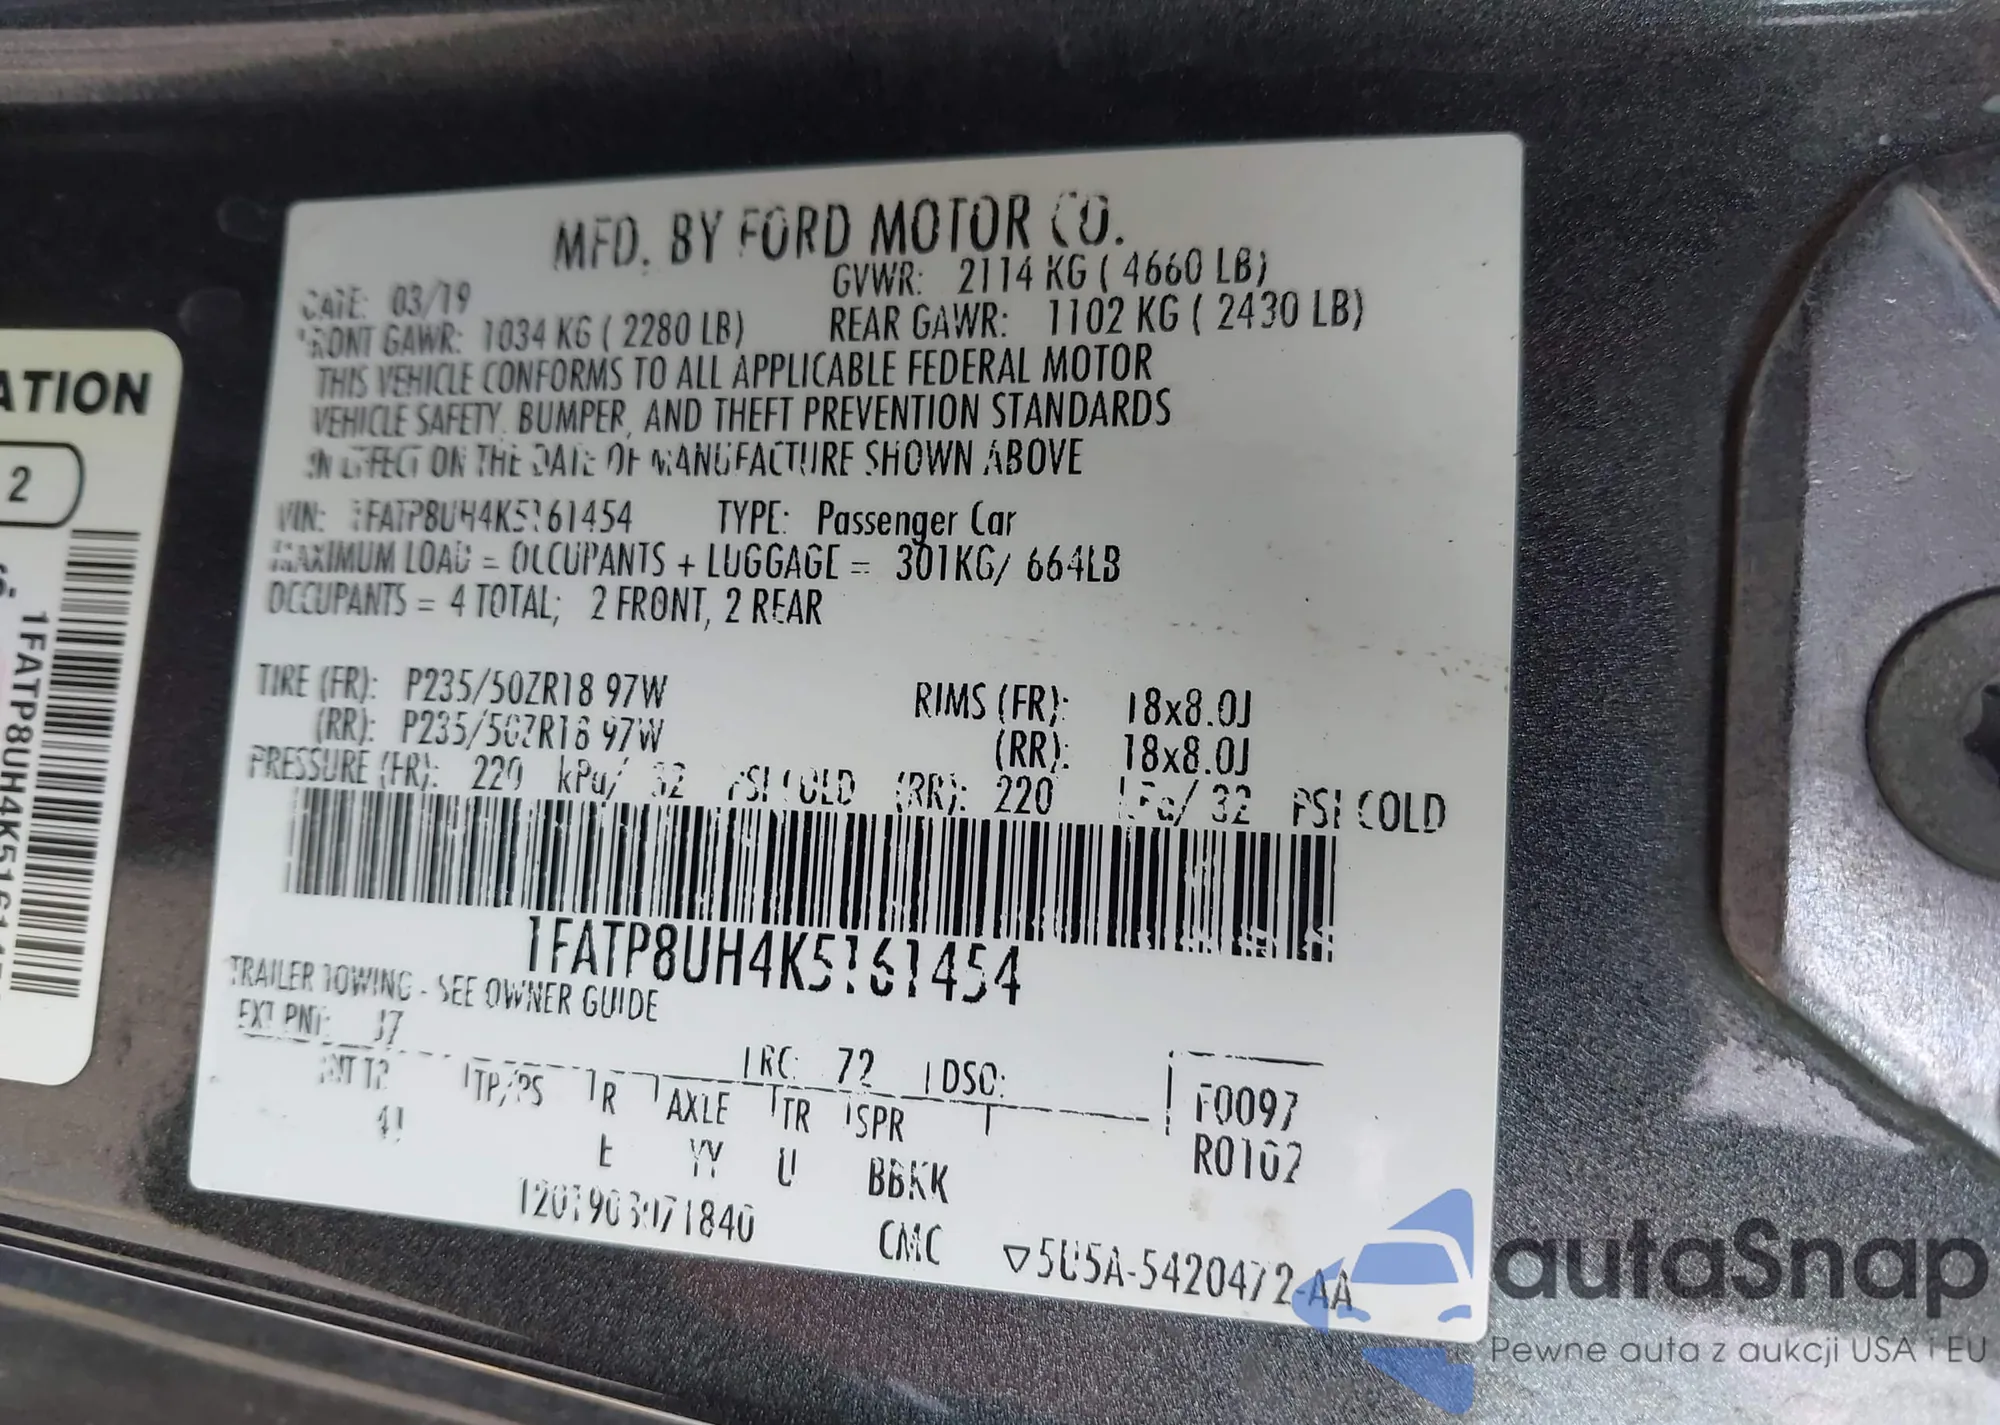 MFD. BY FORD MOTOR CO.
DATE: 03/19 GVWR: 2114 KG ( 4660 LB)
FRONT GAWR: 1034 KG ( 2280 LB) REAR GAWR: 1102 KG ( 2430 LB)
THIS VEHICLE CONFORMS TO ALL APPLICABLE FEDERAL MOTOR
VEHICLE SAFETY, BUMPER, AND THEFT PREVENTION STANDARDS
IN EFFECT ON THE DATE OF MANUFACTURE SHOWN ABOVE
VIN: 1FATP8UH4K5161454 TYPE: Passenger Car
MAXIMUM LOAD = OCCUPANTS + LUGGAGE = 301KG/ 664LB
OCCUPANTS = 4 TOTAL; 2 FRONT, 2 REAR
TIRE (FR): P235/50ZR18 97W RIMS (FR): 18x8.0J
(RR): P235/50ZR18 97W (RR): 18x8.0J
PRESSURE (FR): 220 kPa/ 32 PSI COLD (RR): 220 kPa/ 32 PSI COLD
1FATP8UH4K5161454
TRAILER TOWING - SEE OWNER GUIDE
EXT PNT: J7 RC: 72 DSO:
INT TR TP/PS R AXLE TR SPR F0097
4J E YY U BBKK R0102
1201903071840 CMC ▽5U5A-5420472-AA
ATION
2
1FATP8UH4K51614
autaSnap
Pewne auta z aukcji USA i EU